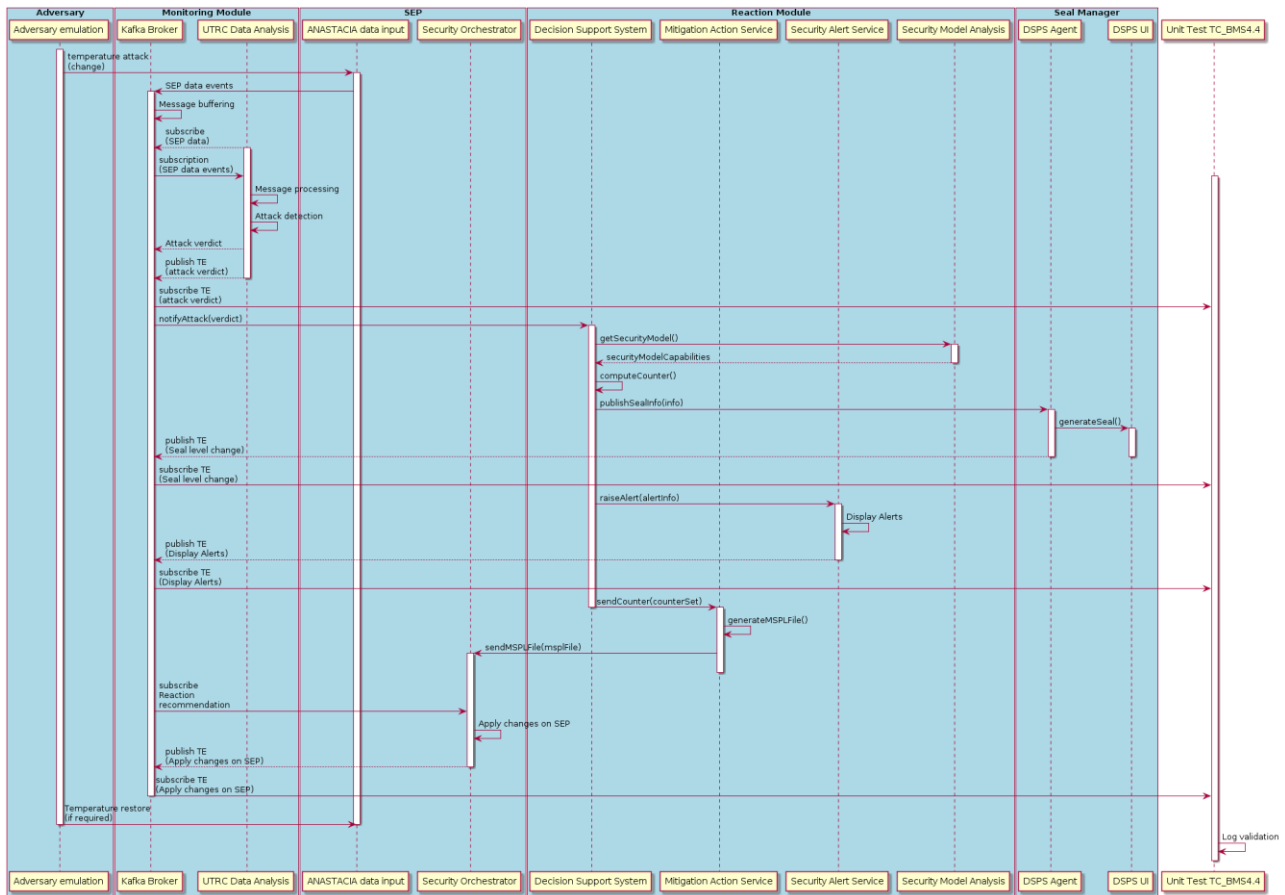 Adversary
Monitoring Module
SEP
Reaction Module
Seal Manager
Adversary emulation
Kafka Broker
UTRC Data Analysis
ANASTACIA data input
Security Orchestrator
Decision Support System
Mitigation Action Service
Security Alert Service
Security Model Analysis
DSPS Agent
DSPS UI
Unit Test TC_BMS4.4
temperature attack
(change)
SEP data events
Message buffering
subscribe
(SEP data)
subscription
(SEP data events)
Message processing
Attack detection
Attack verdict
publish TE
(attack verdict)
subscribe TE
(attack verdict)
notifyAttack(verdict)
getSecurityModel()
securityModelCapabilities
computeCounter()
publishSealInfo(info)
generateSeal()
publish TE
(Seal level change)
subscribe TE
(Seal level change)
raiseAlert(alertInfo)
Display Alerts
publish TE
(Display Alerts)
subscribe TE
(Display Alerts)
sendCounter(counterSet)
generateMSPLFile()
sendMSPLFile(msplFile)
subscribe
Reaction
recommendation
Apply changes on SEP
publish TE
(Apply changes on SEP)
subscribe TE
(Apply changes on SEP)
Temperature restore
(if required)
Log validation
Adversary emulation
Kafka Broker
UTRC Data Analysis
ANASTACIA data input
Security Orchestrator
Decision Support System
Mitigation Action Service
Security Alert Service
Security Model Analysis
DSPS Agent
DSPS UI
Unit Test TC_BMS4.4